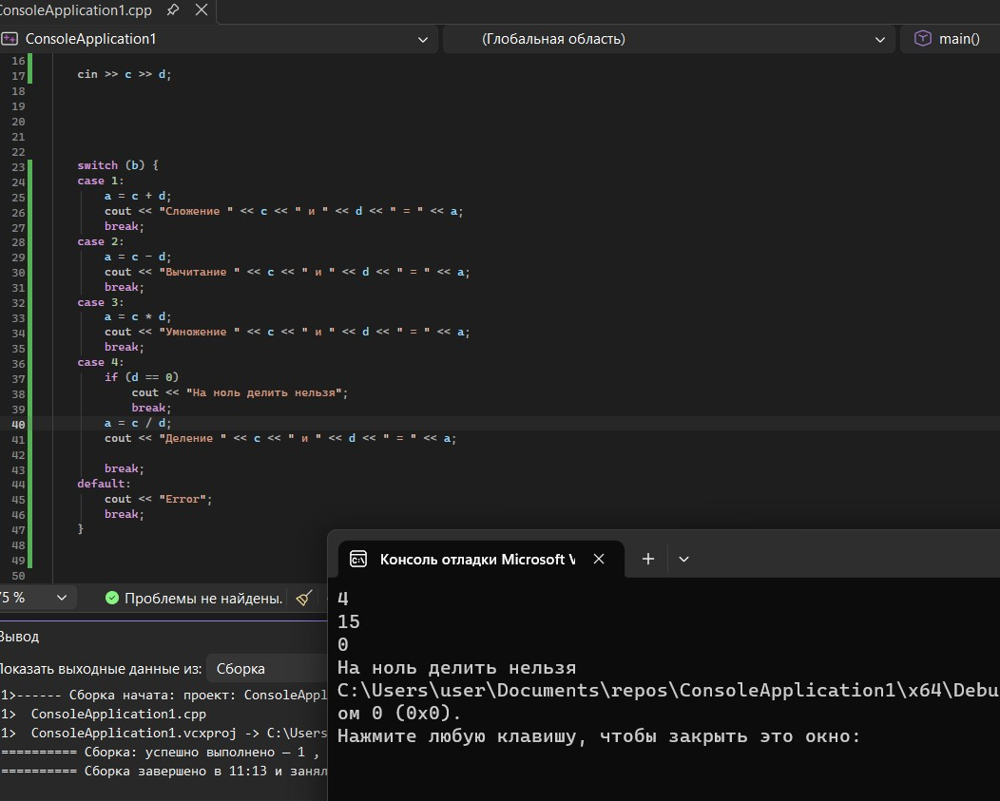 ConsoleApplication1.cpp
ConsoleApplication1
(Глобальная область)
main()
16
17 cin >> c >> d;
18
19
20
21
22
23 switch (b) {
24 case 1:
25 a = c + d;
26 cout << "Сложение " << c << " и " << d << " = " << a;
27 break;
28 case 2:
29 a = c - d;
30 cout << "Вычитание " << c << " и " << d << " = " << a;
31 break;
32 case 3:
33 a = c * d;
34 cout << "Умножение " << c << " и " << d << " = " << a;
35 break;
36 case 4:
37 if (d == 0)
38 cout << "На ноль делить нельзя";
39 break;
40 a = c / d;
41 cout << "Деление " << c << " и " << d << " = " << a;
42
43 break;
44 default:
45 cout << "Error";
46 break;
47 }
48
49
50
75 %
Проблемы не найдены.
Вывод
Показать выходные данные из: Сборка
1>------ Сборка начата: проект: ConsoleAppl
1> ConsoleApplication1.cpp
1> ConsoleApplication1.vcxproj -> C:\Users
========== Сборка: успешно выполнено — 1 ,
========== Сборка завершено в 11:13 и занял
Консоль отладки Microsoft V
4
15
0
На ноль делить нельзя
C:\Users\user\Documents\repos\ConsoleApplication1\x64\Debu
ом 0 (0x0).
Нажмите любую клавишу, чтобы закрыть это окно: